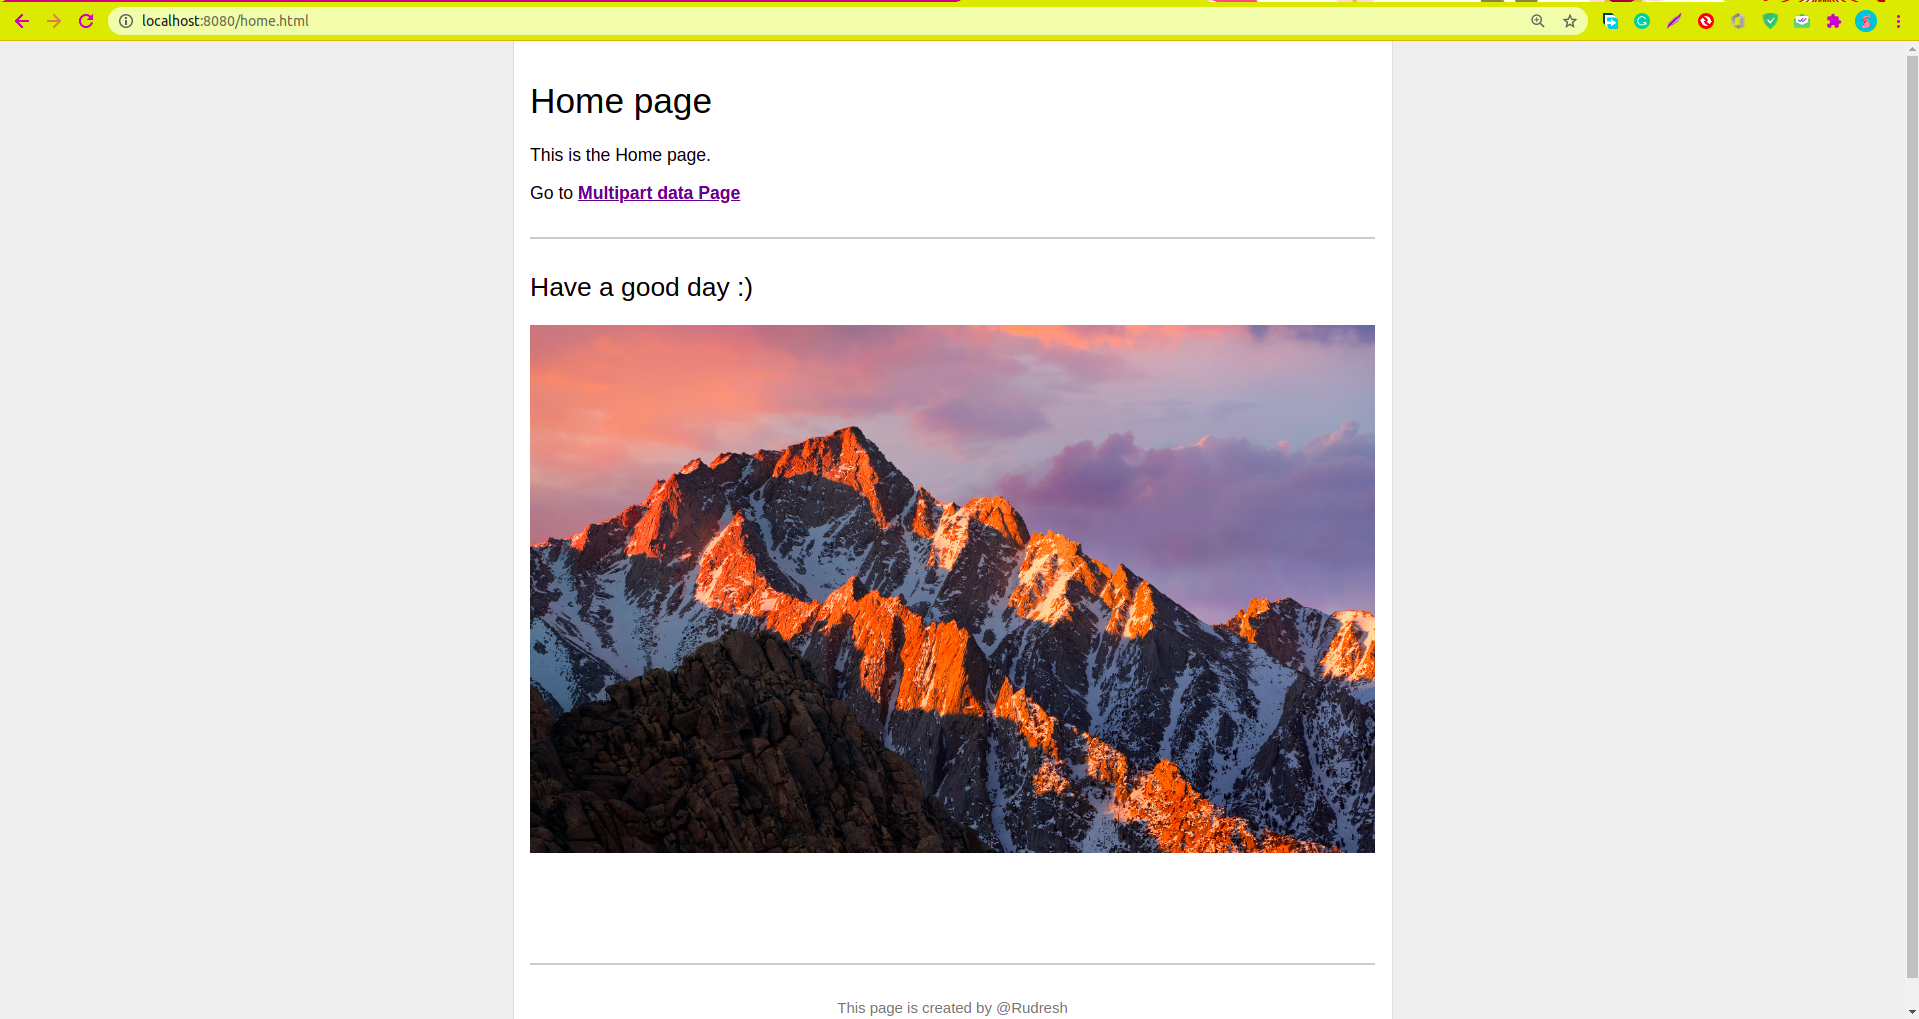 localhost:8080/home.html
Home page
This is the Home page.
Go to Multipart data Page
Have a good day :)
This page is created by @Rudresh